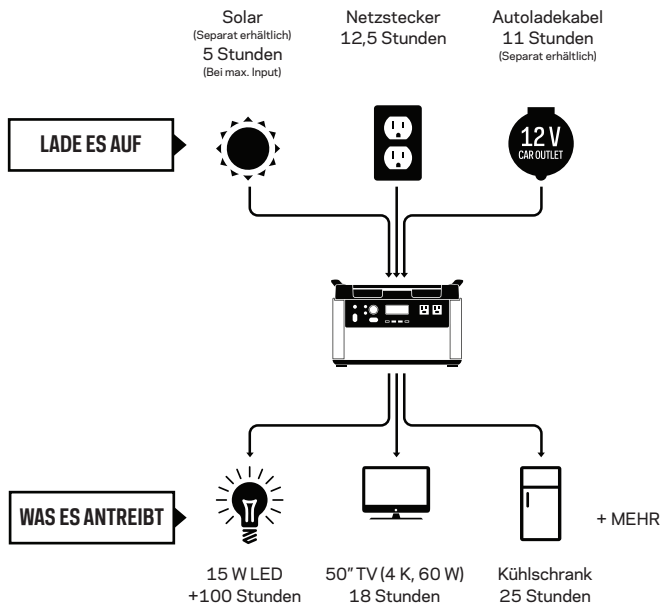 Solar
(Separat erhältlich)
5 Stunden
(Bei max. Input)
Netzstecker
12,5 Stunden
Autoladekabel
11 Stunden
(Separat erhältlich)
LADE ES AUF
12 V
CAR OUTLET
WAS ES ANTREIBT
+ MEHR
15 W LED
+100 Stunden
50” TV (4 K, 60 W)
18 Stunden
Kühlschrank
25 Stunden